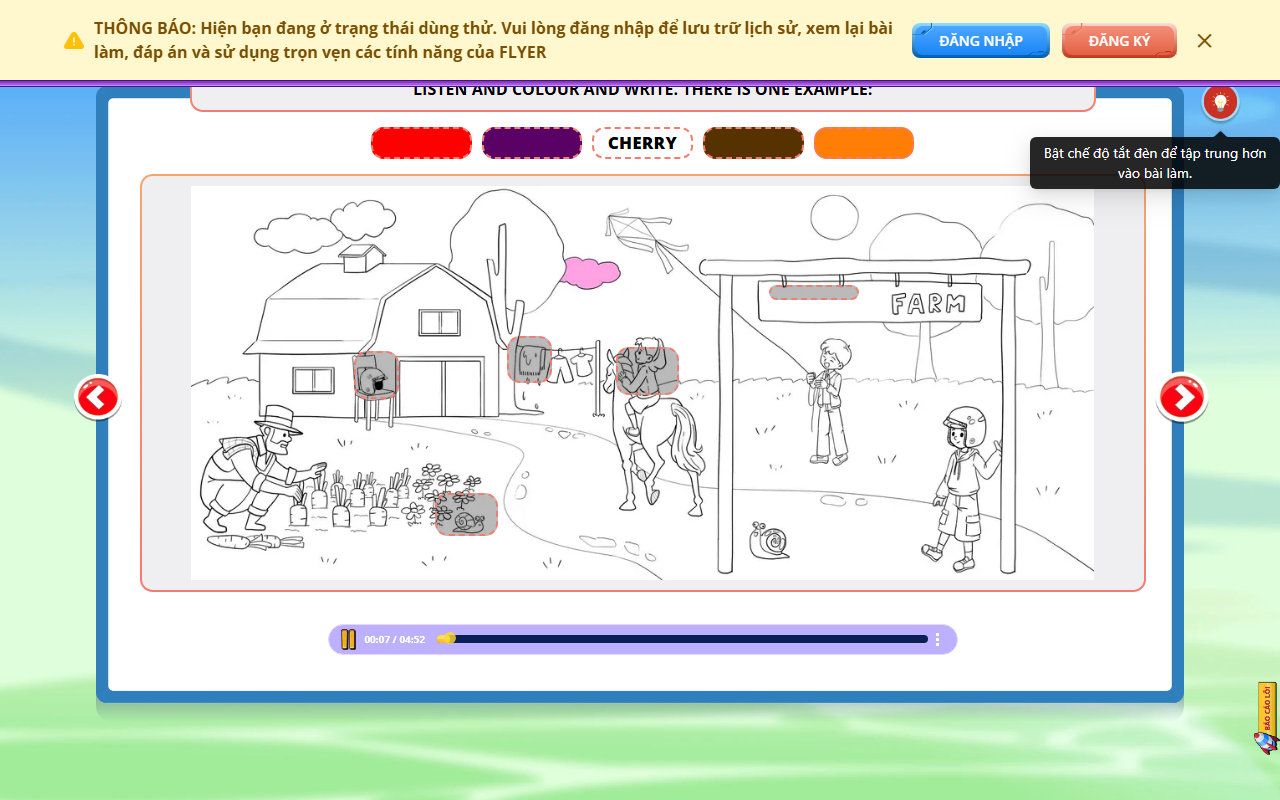 THÔNG BÁO: Hiện bạn đang ở trạng thái dùng thử. Vui lòng đăng nhập để lưu trữ lịch sử, xem lại bài
làm, đáp án và sử dụng trọn vẹn các tính năng của FLYER
ĐĂNG NHẬP
ĐĂNG KÝ
LISTEN AND COLOUR AND WRITE. THERE IS ONE EXAMPLE:
CHERRY
Bật chế độ tắt đèn để tập trung hơn
vào bài làm.
FARM
00:07 / 04:52
BÁO CÁO LỖI